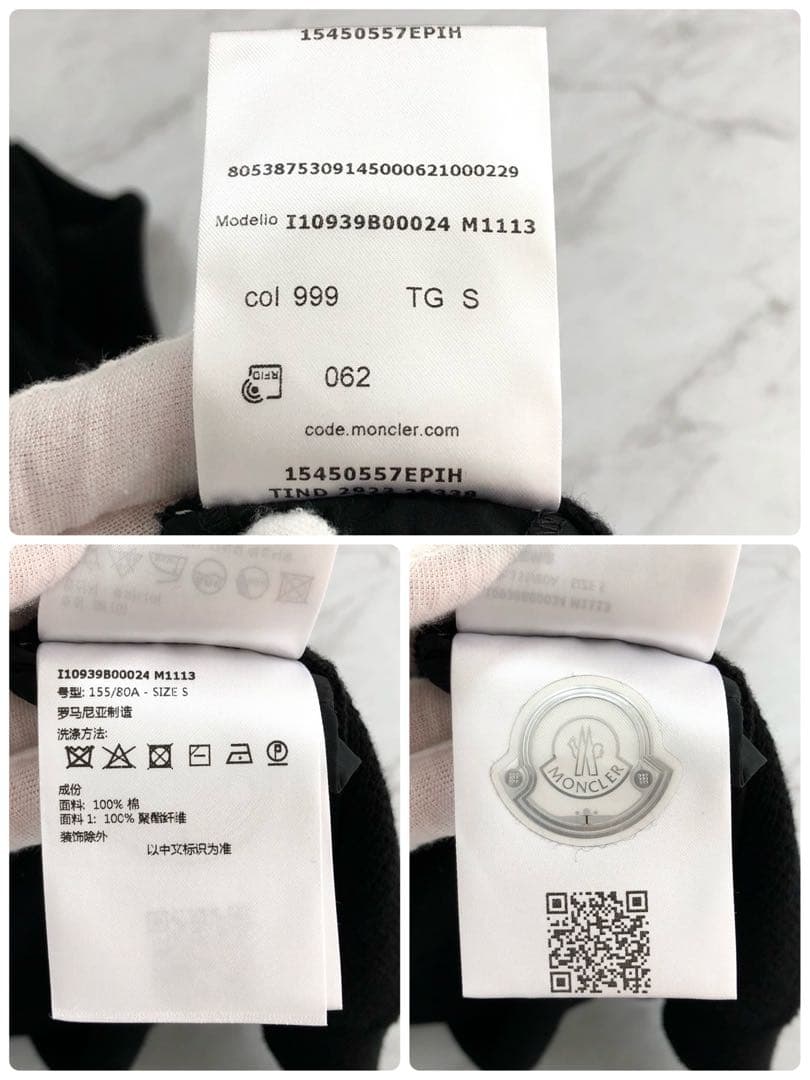 15450557EPIH
8053875309145000621000229
Modello I10939B00024 M1113
col 999 TG S
RFID 062
code.moncler.com
15450557EPIH
I10939B00024 M1113
号型: 155/80A - SIZE S
罗马尼亚制造
洗涤方法:
P
成份
面料: 100% 棉
面料 1: 100% 聚酯纤维
装饰除外
以中文标识为准
MONCLER